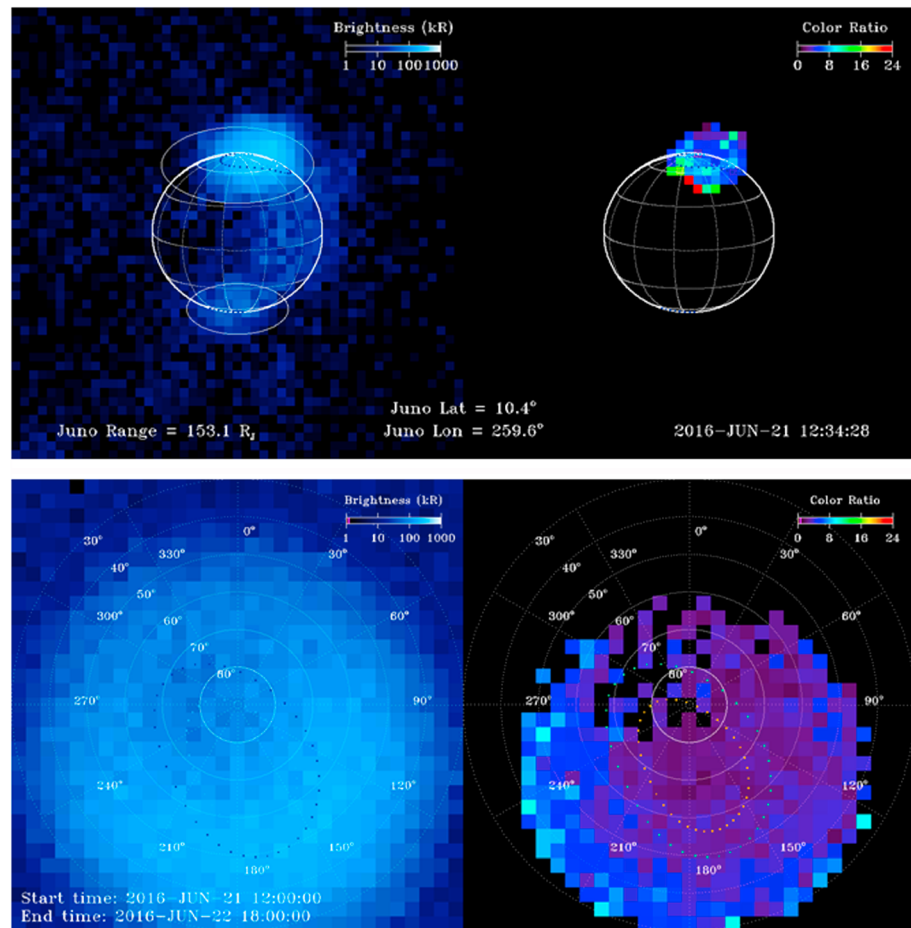 Brightness (kR)
1 10 100 1000
Color Ratio
0 8 16 24
Juno Lat = 10.4°
Juno Range = 153.1 RJ
Juno Lon = 259.6°
2016-JUN-21 12:34:28
Brightness (kR)
1 10 100 1000
0°
30°
330°
30°
40°
50°
300°
60°
60°
70°
80°
270°
90°
240°
120°
210°
150°
180°
Start time: 2016-JUN-21 12:00:00
End time: 2016-JUN-22 18:00:00
Color Ratio
0 8 16 24
0°
30°
330°
30°
40°
50°
300°
60°
60°
70°
80°
270°
90°
240°
120°
210°
150°
180°